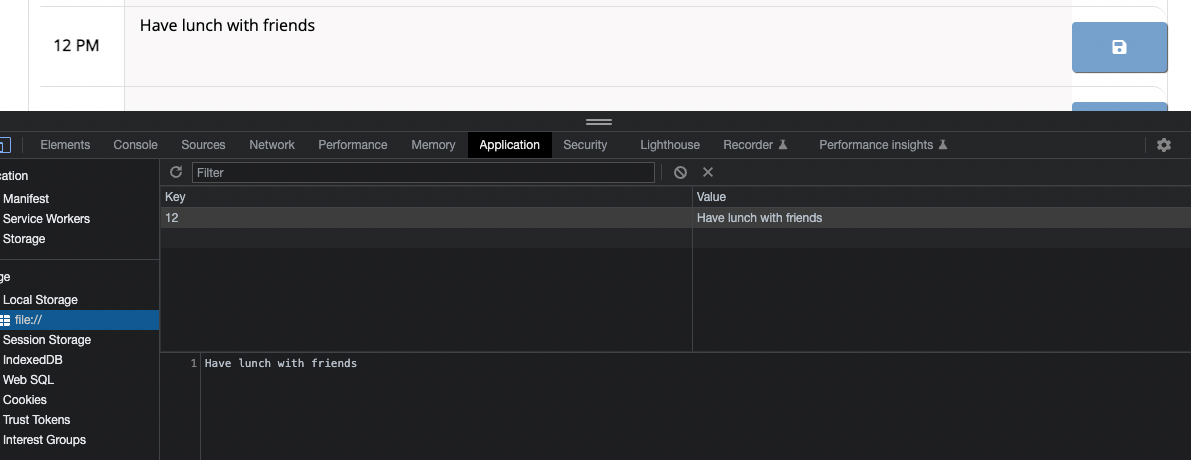 Have lunch with friends
12 PM
Elements Console Sources Network Performance Memory Application Security Lighthouse Recorder Performance insights
cation
Filter
Manifest
Key Value
Service Workers
12 Have lunch with friends
Storage
ge
Local Storage
file://
Session Storage
IndexedDB
1 Have lunch with friends
Web SQL
Cookies
Trust Tokens
Interest Groups